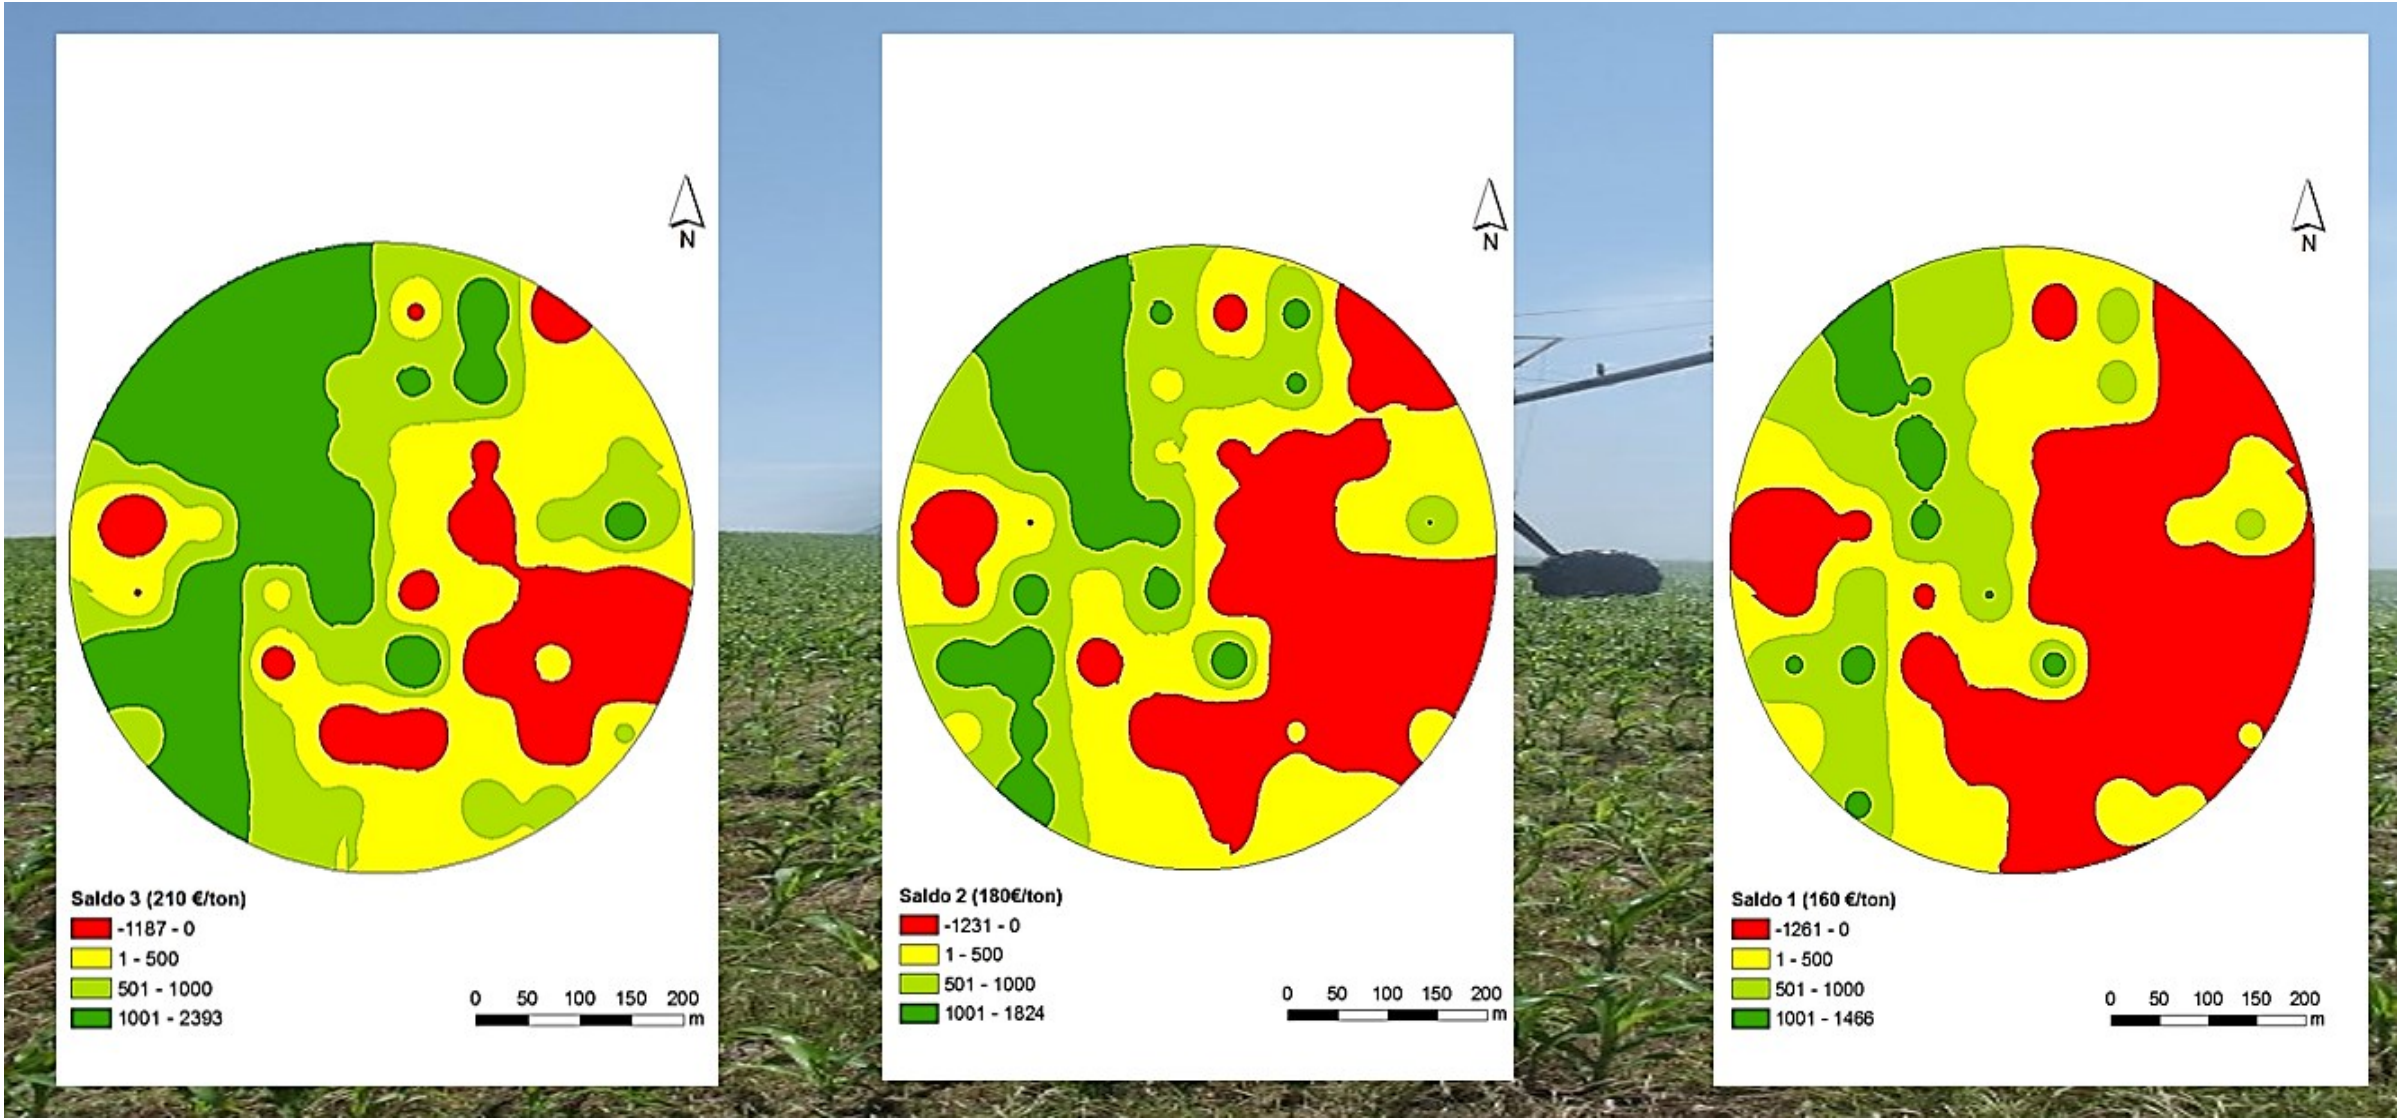 N
Saldo 3 (210 €/ton)
-1187 - 0
1 - 500
501 - 1000
1001 - 2393
0 50 100 150 200
m
N
Saldo 2 (180€/ton)
-1231 - 0
1 - 500
501 - 1000
1001 - 1824
0 50 100 150 200
m
N
Saldo 1 (160 €/ton)
-1261 - 0
1 - 500
501 - 1000
1001 - 1466
0 50 100 150 200
m